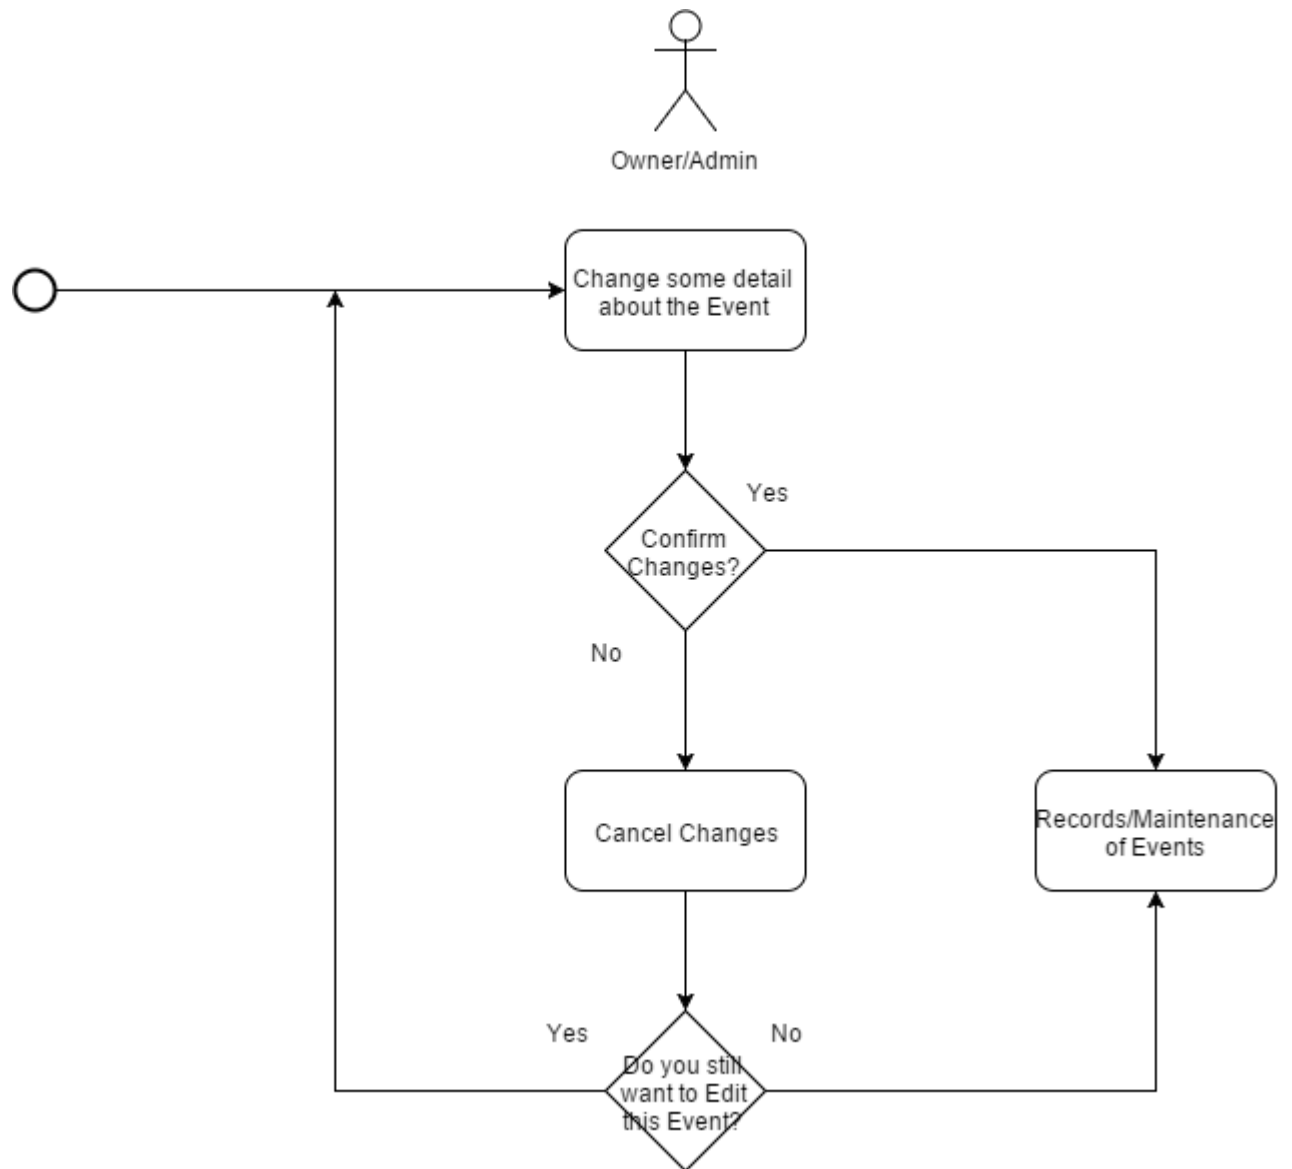 Owner/Admin
Change some detail
about the Event
Yes
Confirm
Changes?
No
Cancel Changes
Records/Maintenance
of Events
Yes
No
Do you still
want to Edit
this Event?